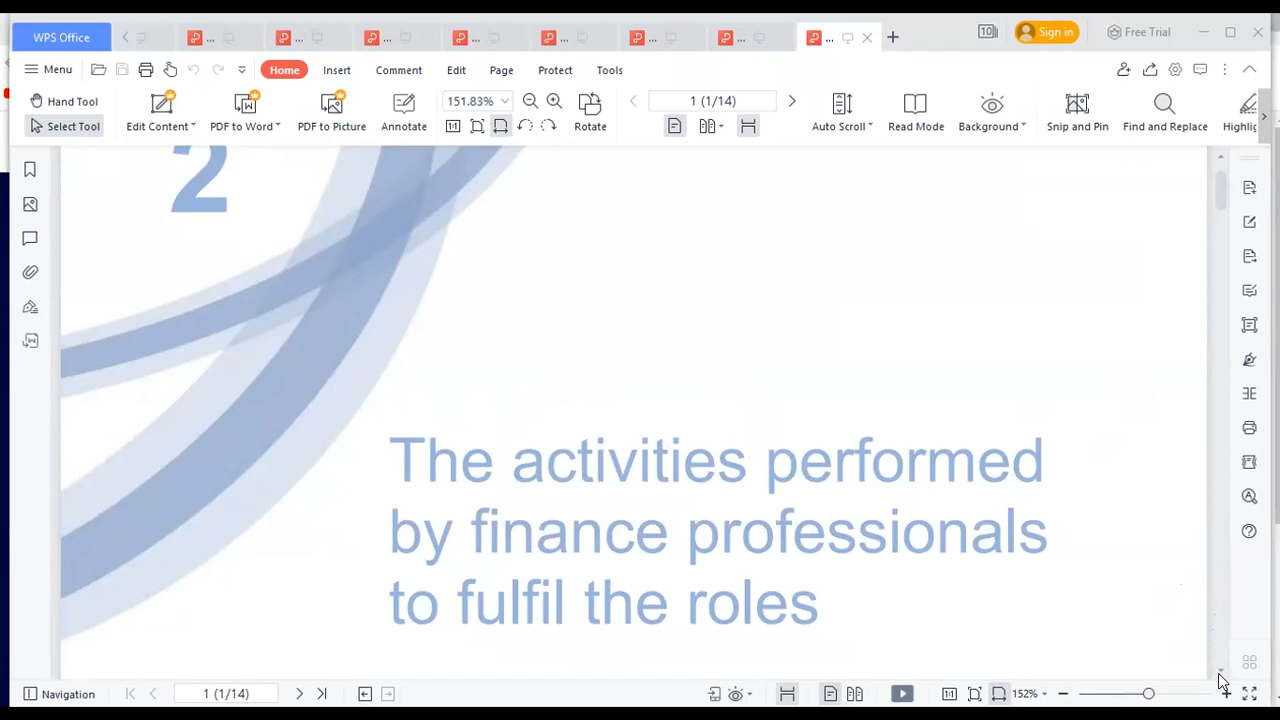 WPS Office
... ... ... ... ... ... ... ...
Sign in
Free Trial
Menu
Home
Insert
Comment
Edit
Page
Protect
Tools
Hand Tool
Select Tool
Edit Content
PDF to Word
PDF to Picture
Annotate
151.83%
Rotate
1 (1/14)
Auto Scroll
Read Mode
Background
Snip and Pin
Find and Replace
Highlig
2
The activities performed
by finance professionals
to fulfil the roles
Navigation
1 (1/14)
152%